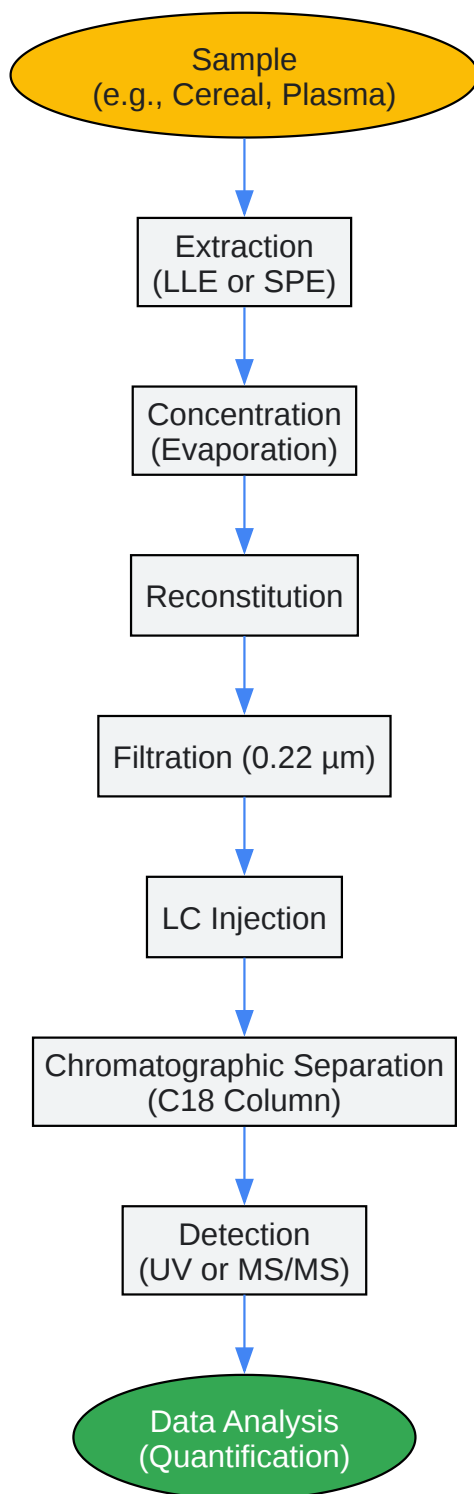 Sample
(e.g., Cereal, Plasma)
Extraction
(LLE or SPE)
Concentration
(Evaporation)
Reconstitution
Filtration (0.22 µm)
LC Injection
Chromatographic Separation
(C18 Column)
Detection
(UV or MS/MS)
Data Analysis
(Quantification)